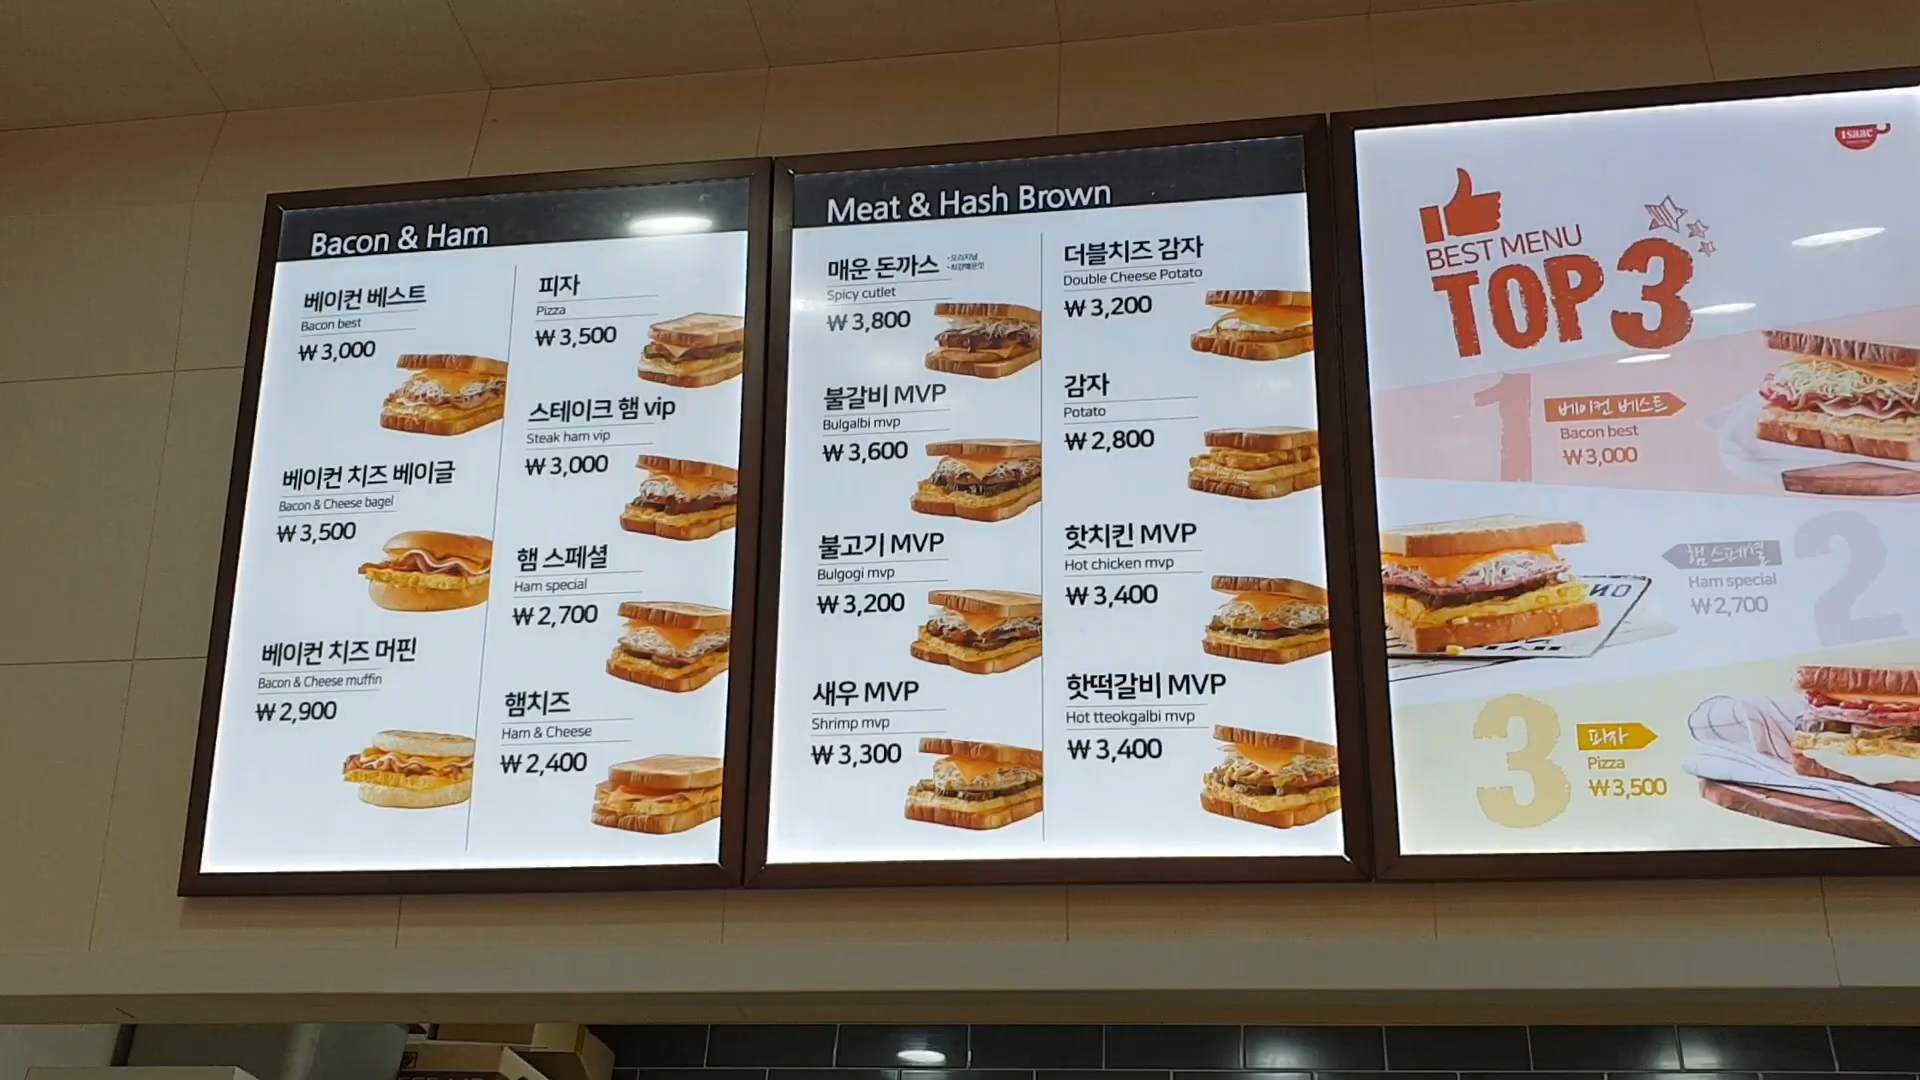 Bacon & Ham
베이컨 베스트
Bacon best
₩3,000
베이컨 치즈 베이글
Bacon & Cheese bagel
₩3,500
베이컨 치즈 머핀
Bacon & Cheese muffin
₩2,900
피자
Pizza
₩3,500
스테이크 햄 vip
Steak ham vip
₩3,000
햄 스페셜
Ham special
₩2,700
햄치즈
Ham & Cheese
₩2,400
Meat & Hash Brown
매운 돈까스
Spicy cutlet
₩3,800
불갈비 MVP
Bulgalbi mvp
₩3,600
불고기 MVP
Bulgogi mvp
₩3,200
새우 MVP
Shrimp mvp
₩3,300
더블치즈 감자
Double Cheese Potato
₩3,200
감자
Potato
₩2,800
핫치킨 MVP
Hot chicken mvp
₩3,400
핫떡갈비 MVP
Hot tteokgalbi mvp
₩3,400
isaac
BEST MENU
TOP3
1
베이컨 베스트
Bacon best
₩3,000
햄 스페셜
Ham special
₩2,700
2
3
피자
Pizza
₩3,500